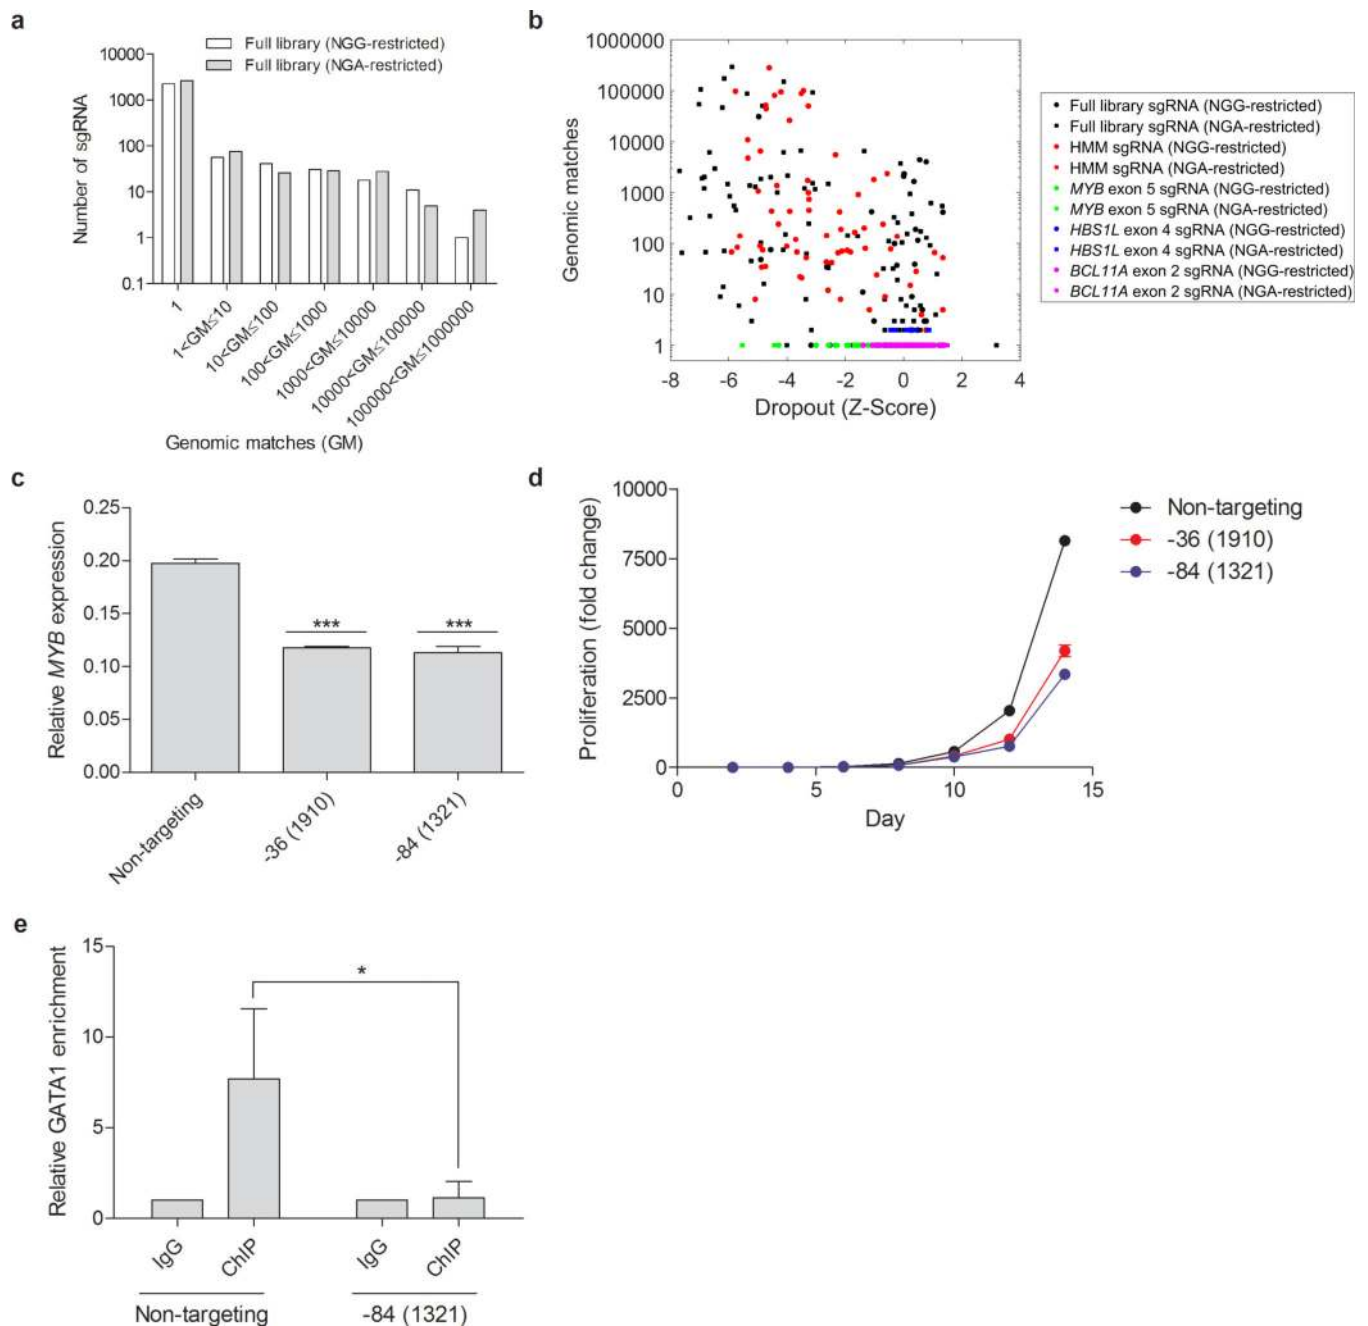 a
Full library (NGG-restricted)
Full library (NGA-restricted)
10000
1000
100
10
1
0.1
Number of sgRNA
1
1<GM≤10
10<GM≤100
100<GM≤1000
1000<GM≤10000
10000<GM≤100000
100000<GM≤1000000
Genomic matches (GM)
b
1000000
100000
10000
1000
100
10
1
Genomic matches
-8 -6 -4 -2 0 2 4
Dropout (Z-Score)
Full library sgRNA (NGG-restricted)
Full library sgRNA (NGA-restricted)
HMM sgRNA (NGG-restricted)
HMM sgRNA (NGA-restricted)
MYB exon 5 sgRNA (NGG-restricted)
MYB exon 5 sgRNA (NGA-restricted)
HBS1L exon 4 sgRNA (NGG-restricted)
HBS1L exon 4 sgRNA (NGA-restricted)
BCL11A exon 2 sgRNA (NGG-restricted)
BCL11A exon 2 sgRNA (NGA-restricted)
c
0.25
0.20
0.15
0.10
0.05
0.00
Relative MYB expression
*** ***
Non-targeting
-36 (1910)
-84 (1321)
d
10000
7500
5000
2500
0
Proliferation (fold change)
0 5 10 15
Day
Non-targeting
-36 (1910)
-84 (1321)
e
15
10
5
0
Relative GATA1 enrichment
*
IgG ChIP IgG ChIP
Non-targeting -84 (1321)